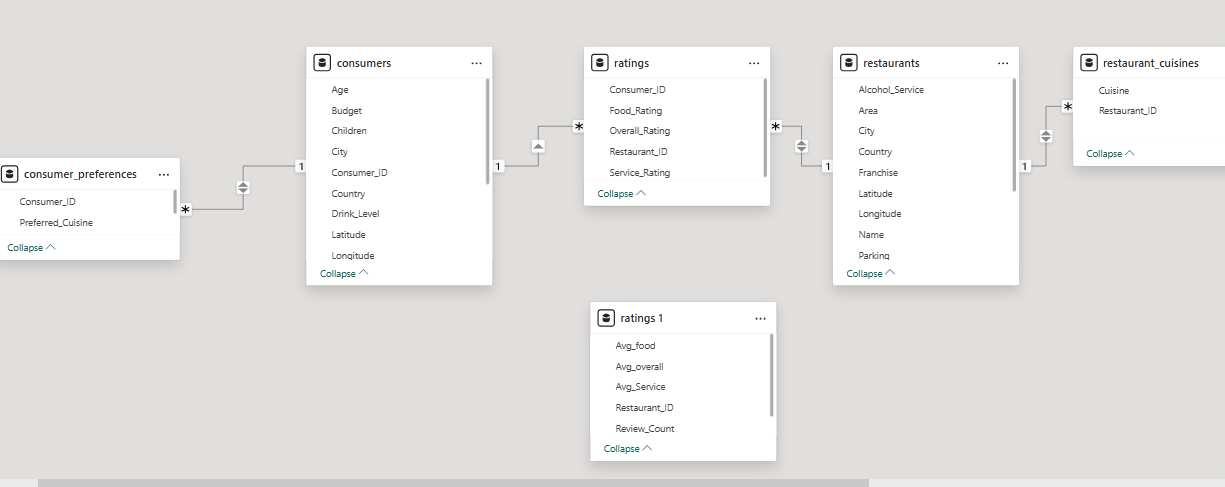 consumer_preferences
Consumer_ID
Preferred_Cuisine
Collapse
*
1
consumers
Age
Budget
Children
City
Consumer_ID
Country
Drink_Level
Latitude
Longitude
Collapse
1
*
ratings
Consumer_ID
Food_Rating
Overall_Rating
Restaurant_ID
Service_Rating
Collapse
*
1
restaurants
Alcohol_Service
Area
City
Country
Franchise
Latitude
Longitude
Name
Parking
Collapse
1
*
restaurant_cuisines
Cuisine
Restaurant_ID
Collapse
ratings 1
Avg_food
Avg_overall
Avg_Service
Restaurant_ID
Review_Count
Collapse